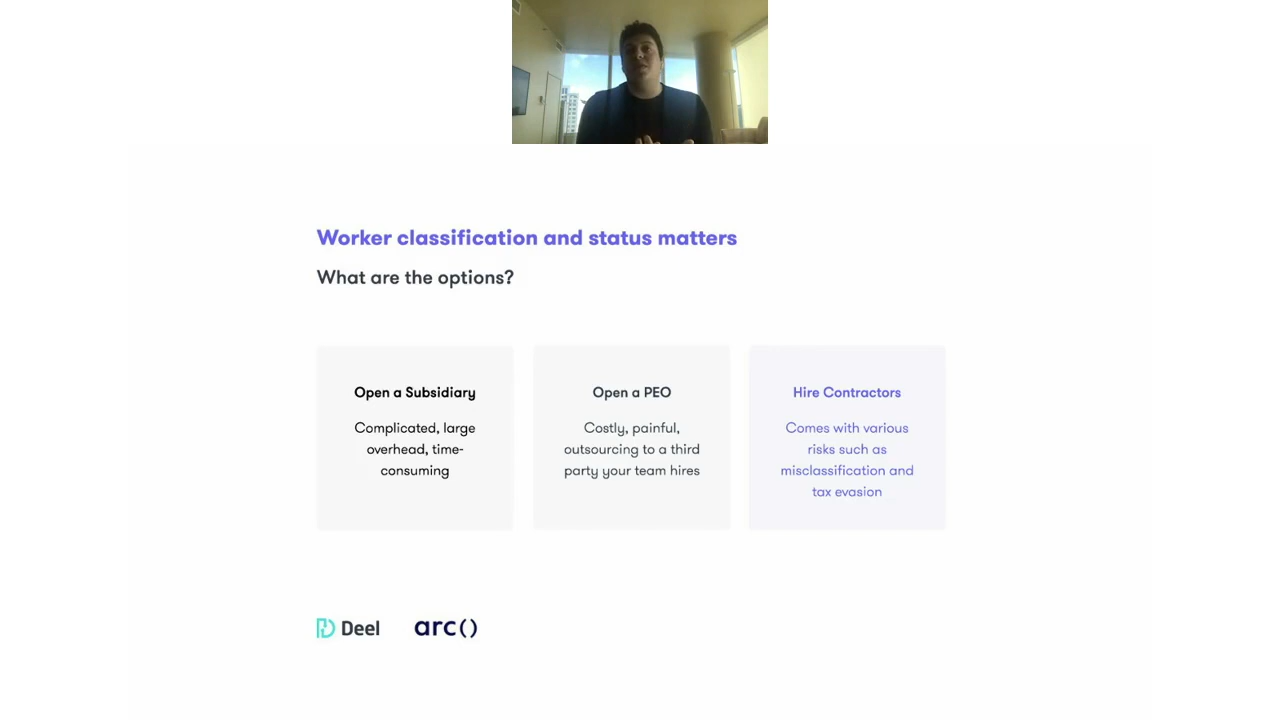 Worker classification and status matters
What are the options?
Open a Subsidiary
Complicated, large
overhead, time-
consuming
Open a PEO
Costly, painful,
outsourcing to a third
party your team hires
Hire Contractors
Comes with various
risks such as
misclassification and
tax evasion
Deel
arc()